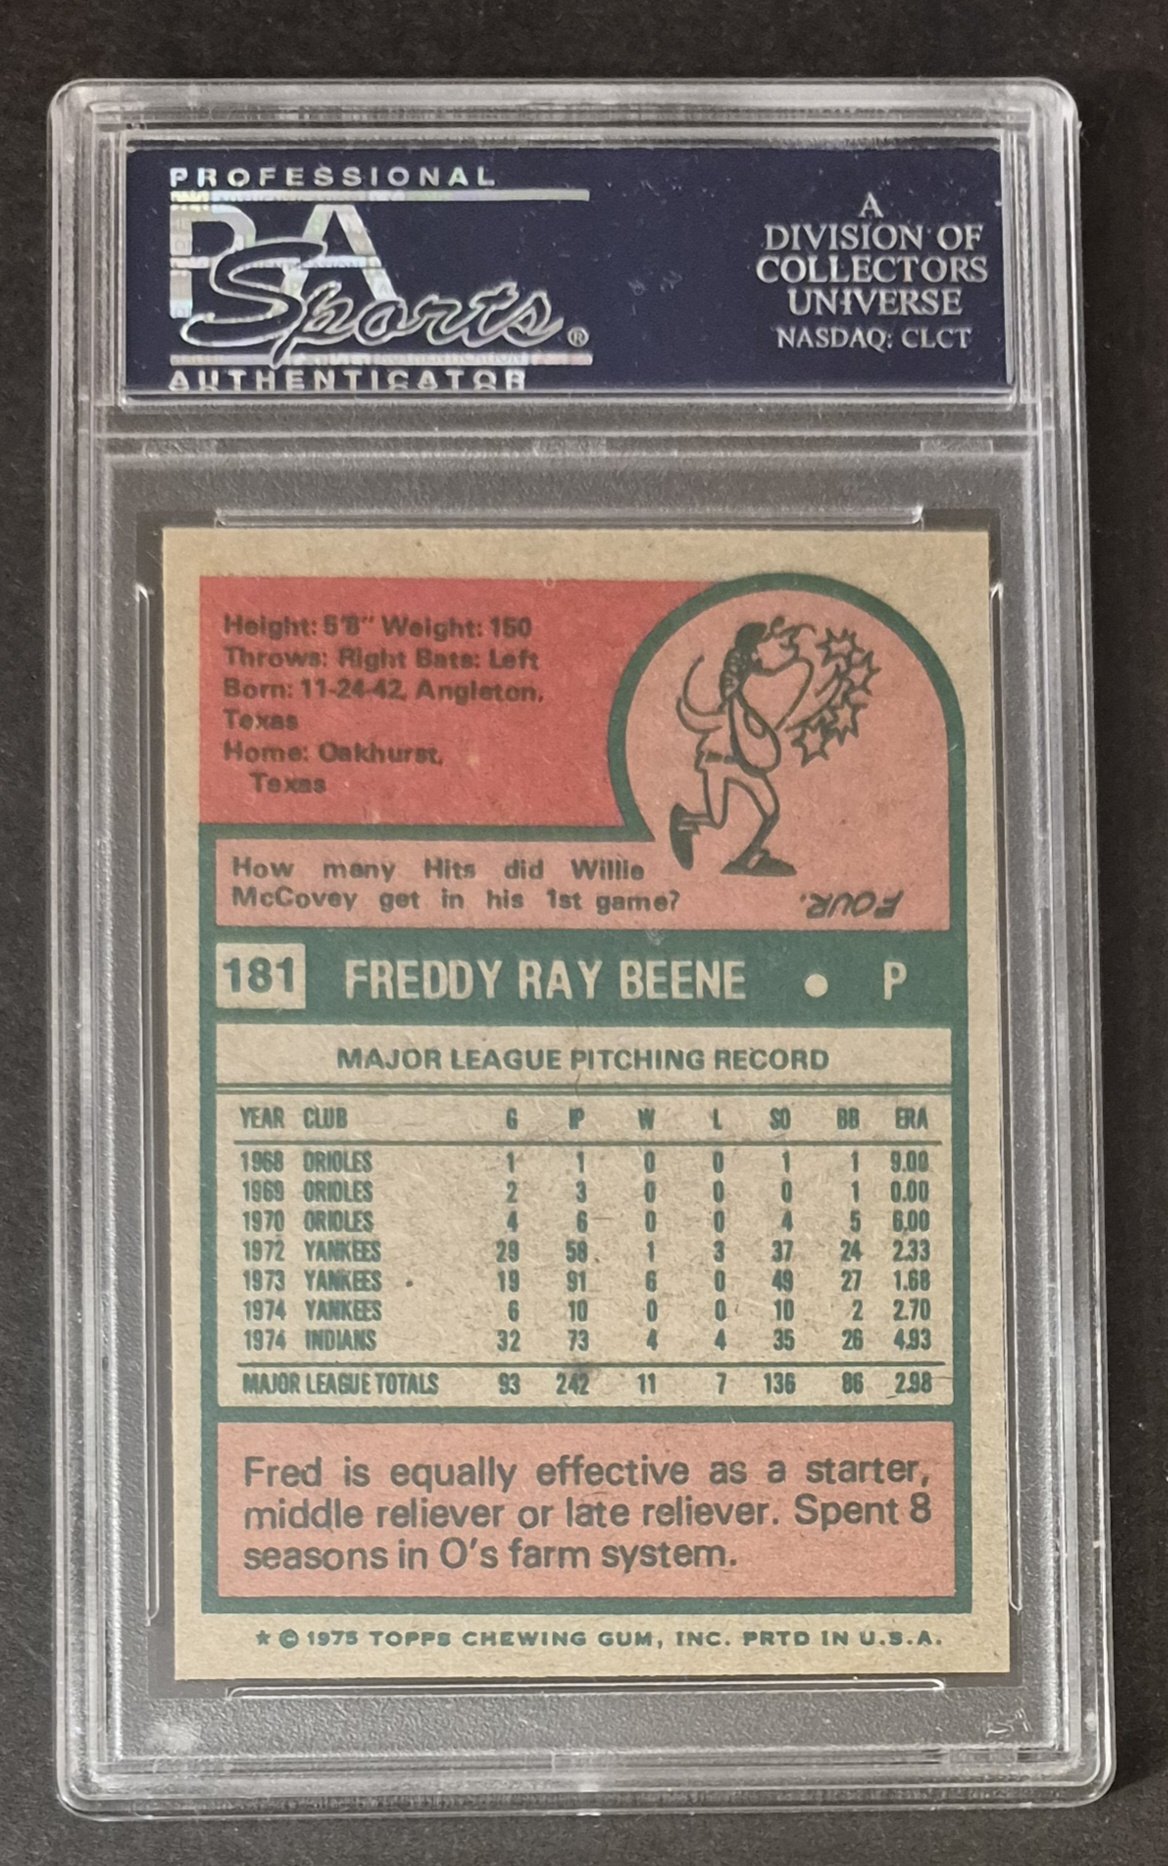 PROFESSIONAL
PSA
Sports®
AUTHENTICATOR
A
DIVISION OF
COLLECTORS
UNIVERSE
NASDAQ: CLCT
Height: 5'8" Weight: 150
Throws: Right Bats: Left
Born: 11-24-42, Angleton,
Texas
Home: Oakhurst,
Texas
How many Hits did Willie
McCovey get in his 1st game?
FOUR.
181 FREDDY RAY BEENE • P
MAJOR LEAGUE PITCHING RECORD
YEAR CLUB G IP W L SO BB ERA
1968 ORIOLES 1 1 0 0 1 1 9.00
1969 ORIOLES 2 3 0 0 0 1 0.00
1970 ORIOLES 4 6 0 0 4 5 6.00
1972 YANKEES 29 58 1 3 37 24 2.33
1973 YANKEES 19 91 6 0 49 27 1.68
1974 YANKEES 6 10 0 0 10 2 2.70
1974 INDIANS 32 73 4 4 35 26 4.93
MAJOR LEAGUE TOTALS 93 242 11 7 136 86 2.98
Fred is equally effective as a starter,
middle reliever or late reliever. Spent 8
seasons in O's farm system.
★ © 1975 TOPPS CHEWING GUM, INC. PRTD IN U.S.A.